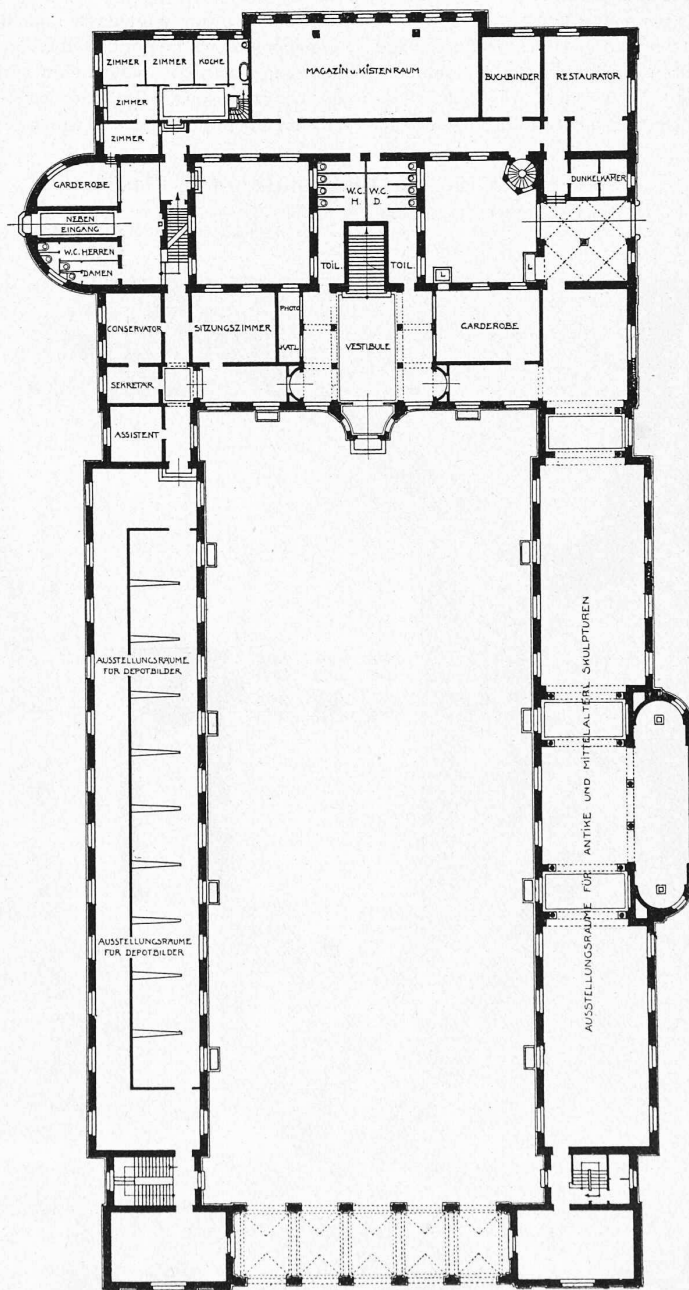 ZIMMER
ZIMMER
KÜCHE
MAGAZIN u. KISTENRAUM
BUCHBINDER
RESTAURATOR
ZIMMER
ZIMMER
GARDEROBE
W.C. H.
W.C. D.
DUNKELKAMER
NEBEN
EINGANG
W.C. HERREN
DAMEN
TOIL.
TOIL.
L
L
CONSERVATOR
SITZUNGSZIMMER
PHOTO
KATL.
VESTIBULE
GARDEROBE
SEKRETÄR
ASSISTENT
AUSSTELLUNGSRÄUME
FÜR DEPOTBILDER
AUSSTELLUNGSRÄUME FÜR ANTIKE UND MITTELALTERL. SKULPTUREN
AUSSTELLUNGSRÄUME
FÜR DEPOTBILDER